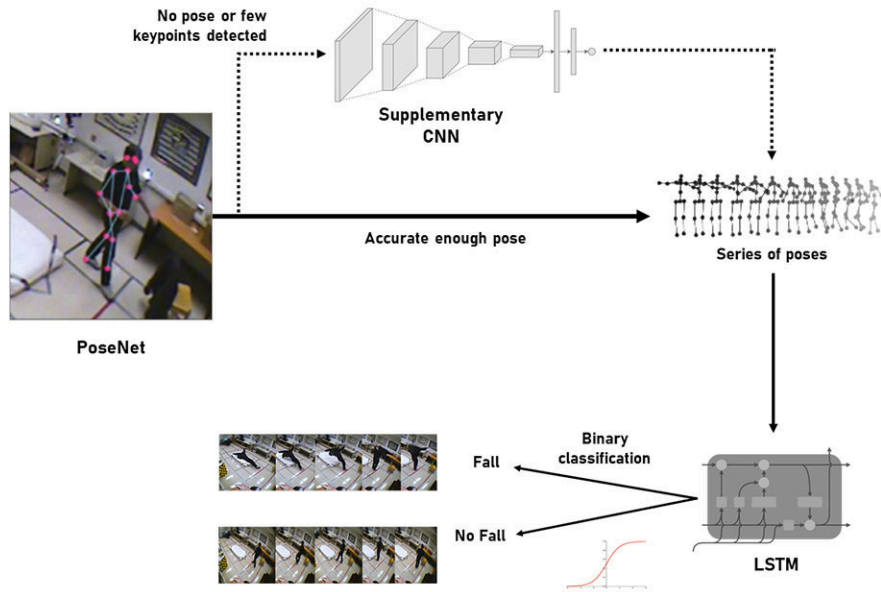 No pose or few
keypoints detected
Supplementary
CNN
Accurate enough pose
Series of poses
PoseNet
Binary
classification
Fall
No Fall
LSTM